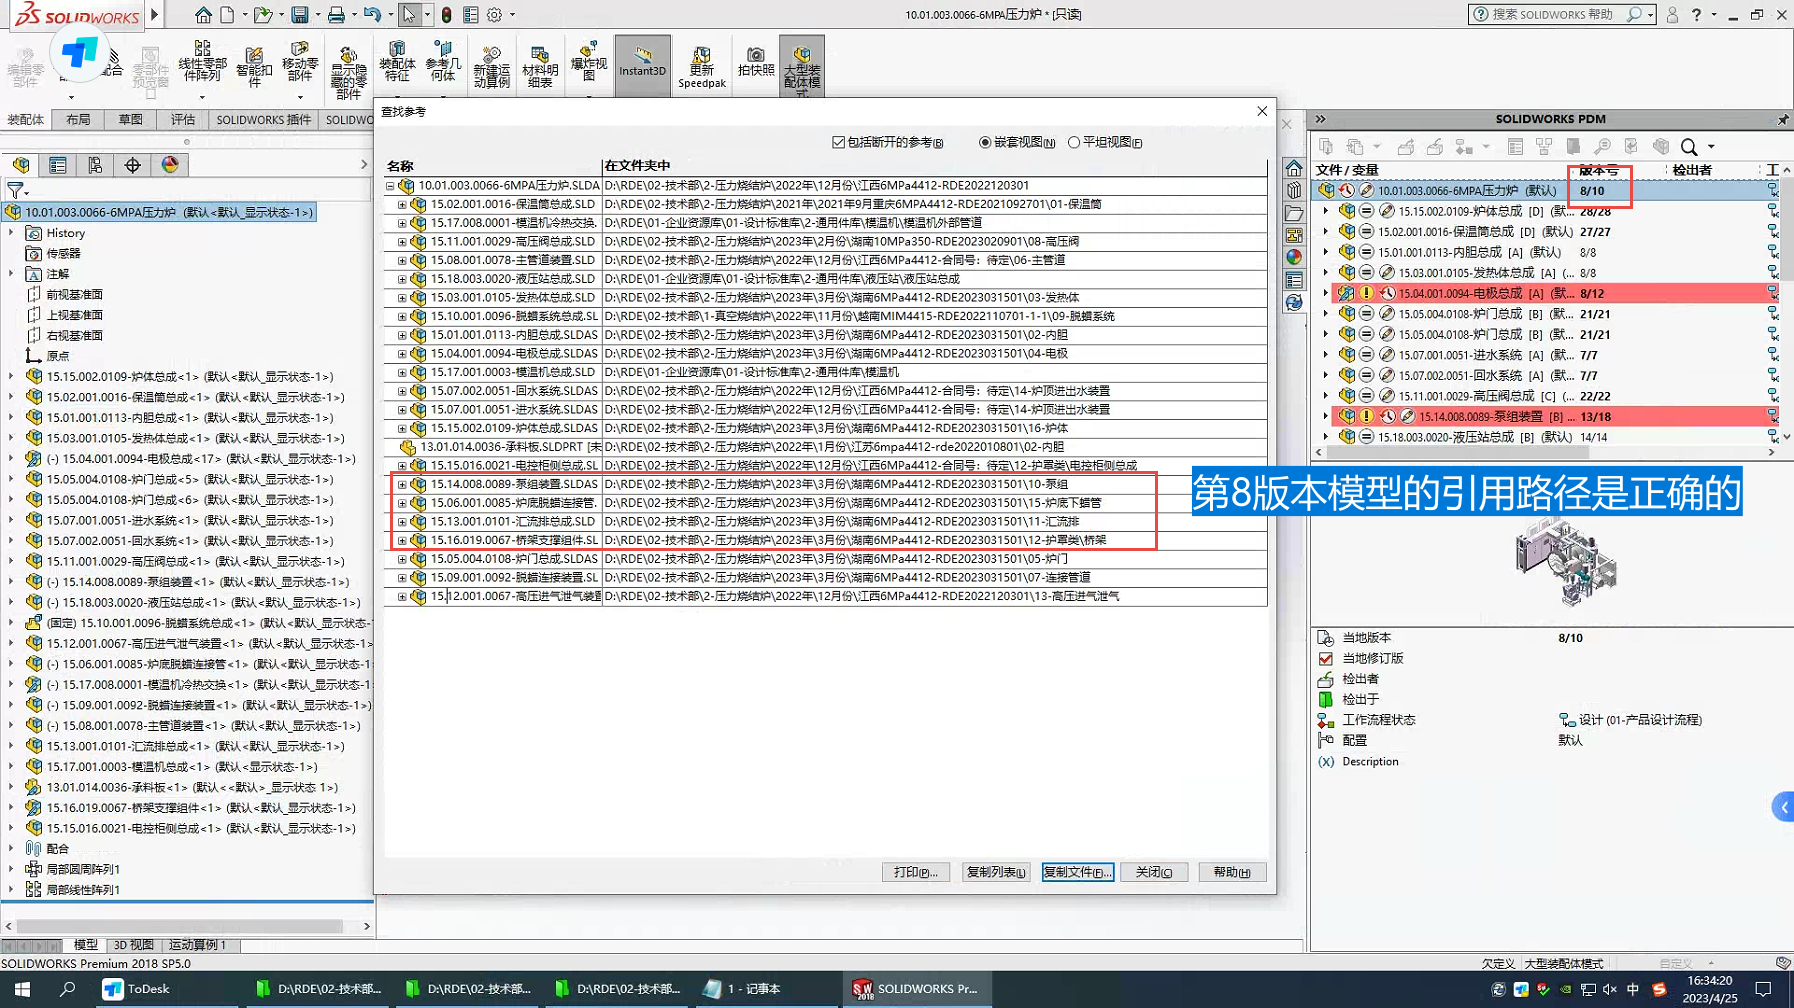 SOLIDWORKS
10.01.003.0066-6MPA压力炉 * [只读]
搜索 SOLIDWORKS 帮助
编辑零部件
配合
零部件预览窗口
线性零部件阵列
智能扣件
移动零部件
显示隐藏的零部件
装配体特征
参考几何体
新建运动算例
材料明细表
爆炸视图
Instant3D
更新 Speedpak
拍快照
大型装配体模式
装配体 布局 草图 评估 SOLIDWORKS 插件 SOLIDWO
10.01.003.0066-6MPA压力炉 (默认<默认_显示状态-1>)
History
传感器
注解
前视基准面
上视基准面
右视基准面
原点
15.15.002.0109-炉体总成<1> (默认<默认_显示状态-1>)
15.02.001.0016-保温筒总成<1> (默认<默认_显示状态-1>)
15.01.001.0113-内胆总成<1> (默认<默认_显示状态-1>)
15.03.001.0105-发热体总成<1> (默认<默认_显示状态-1>)
(-) 15.04.001.0094-电极总成<17> (默认<默认_显示状态-1>)
15.05.004.0108-炉门总成<5> (默认<默认_显示状态-1>)
15.05.004.0108-炉门总成<6> (默认<默认_显示状态-1>)
15.07.001.0051-进水系统<1> (默认<默认_显示状态-1>)
15.07.002.0051-回水系统<1> (默认<默认_显示状态-1>)
15.11.001.0029-高压阀总成<1> (默认<默认_显示状态-1>)
(-) 15.14.008.0089-泵组装置<1> (默认<默认_显示状态-1>)
(-) 15.18.003.0020-液压站总成<1> (默认<默认_显示状态-1>)
(固定) 15.10.001.0096-脱蜡系统总成<1> (默认<默认_显示状态-
15.12.001.0067-高压进气泄气装置<1> (默认<默认_显示状态-1>)
(-) 15.06.001.0085-炉底脱蜡连接管<1> (默认<默认_显示状态-1>
(-) 15.17.008.0001-模温机冷热交换<1> (默认<默认_显示状态-1>
(-) 15.09.001.0092-脱蜡连接装置<1> (默认<默认_显示状态-1>)
(-) 15.08.001.0078-主管道装置<1> (默认<默认_显示状态-1>)
15.13.001.0101-汇流排总成<1> (默认<默认_显示状态-1>)
15.17.001.0003-模温机总成<1> (默认<默认_显示状态-1>)
13.01.014.0036-承料板<1> (默认<<默认>_显示状态 1>)
15.16.019.0067-桥架支撑组件<1> (默认<默认_显示状态-1>)
15.15.016.0021-电控柜侧总成<1> (默认<默认_显示状态-1>)
配合
局部圆周阵列1
局部线性阵列1
模型 3D 视图 运动算例 1
SOLIDWORKS Premium 2018 SP5.0
查找参考
包括断开的参考(B) 嵌套视图(N) 平坦视图(F)
名称 在文件夹中
10.01.003.0066-6MPA压力炉.SLDA D:\RDE\02-技术部\2-压力烧结炉\2022年\12月份\江西6MPa4412-RDE2022120301
15.02.001.0016-保温筒总成.SLD D:\RDE\02-技术部\2-压力烧结炉\2021年\2021年9月重庆6MPA4412-RDE2021092701\01-保温筒
15.17.008.0001-模温机冷热交换. D:\RDE\01-企业资源库\01-设计标准库\2-通用件库\模温机\模温机外部管道
15.11.001.0029-高压阀总成.SLD D:\RDE\02-技术部\2-压力烧结炉\2023年\2月份\湖南10MPa350-RDE2023020901\08-高压阀
15.08.001.0078-主管道装置.SLD D:\RDE\02-技术部\2-压力烧结炉\2022年\12月份\江西6MPa4412-合同号：待定\06-主管道
15.18.003.0020-液压站总成.SLD D:\RDE\01-企业资源库\01-设计标准库\2-通用件库\液压站\液压站总成
15.03.001.0105-发热体总成.SLD D:\RDE\02-技术部\2-压力烧结炉\2023年\3月份\湖南6MPa4412-RDE2023031501\03-发热体
15.10.001.0096-脱蜡系统总成.SL D:\RDE\02-技术部\1-真空烧结炉\2022年\11月份\越南MIM4415-RDE2022110701-1-1\09-脱蜡系统
15.01.001.0113-内胆总成.SLDAS D:\RDE\02-技术部\2-压力烧结炉\2023年\3月份\湖南6MPa4412-RDE2023031501\02-内胆
15.04.001.0094-电极总成.SLDAS D:\RDE\02-技术部\2-压力烧结炉\2023年\3月份\湖南6MPa4412-RDE2023031501\04-电极
15.17.001.0003-模温机总成.SLD D:\RDE\01-企业资源库\01-设计标准库\2-通用件库\模温机
15.07.002.0051-回水系统.SLDAS D:\RDE\02-技术部\2-压力烧结炉\2022年\12月份\江西6MPa4412-合同号：待定\14-炉顶进出水装置
15.07.001.0051-进水系统.SLDAS D:\RDE\02-技术部\2-压力烧结炉\2022年\12月份\江西6MPa4412-合同号：待定\14-炉顶进出水装置
15.15.002.0109-炉体总成.SLDAS D:\RDE\02-技术部\2-压力烧结炉\2023年\3月份\湖南6MPa4412-RDE2023031501\16-炉体
13.01.014.0036-承料板.SLDPRT [未 D:\RDE\02-技术部\2-压力烧结炉\2022年\1月份\江苏6mpa4412-rde2022010801\02-内胆
15.15.016.0021-电控柜侧总成.SL D:\RDE\02-技术部\2-压力烧结炉\2022年\12月份\江西6MPa4412-合同号：待定\12-护罩类\电控柜侧总成
15.14.008.0089-泵组装置.SLDAS D:\RDE\02-技术部\2-压力烧结炉\2023年\3月份\湖南6MPa4412-RDE2023031501\10-泵组
15.06.001.0085-炉底脱蜡连接管. D:\RDE\02-技术部\2-压力烧结炉\2023年\3月份\湖南6MPa4412-RDE2023031501\15-炉底下蜡管
15.13.001.0101-汇流排总成.SLD D:\RDE\02-技术部\2-压力烧结炉\2023年\3月份\湖南6MPa4412-RDE2023031501\11-汇流排
15.16.019.0067-桥架支撑组件.SL D:\RDE\02-技术部\2-压力烧结炉\2023年\3月份\湖南6MPa4412-RDE2023031501\12-护罩类\桥架
15.05.004.0108-炉门总成.SLDAS D:\RDE\02-技术部\2-压力烧结炉\2023年\3月份\湖南6MPa4412-RDE2023031501\05-炉门
15.09.001.0092-脱蜡连接装置.SL D:\RDE\02-技术部\2-压力烧结炉\2023年\3月份\湖南6MPa4412-RDE2023031501\07-连接管道
15.12.001.0067-高压进气泄气装置 D:\RDE\02-技术部\2-压力烧结炉\2022年\12月份\江西6MPa4412-RDE2022120301\13-高压进气泄气
打印(P)... 复制列表(L) 复制文件(F)... 关闭(C) 帮助(H)
第8版本模型的引用路径是正确的
SOLIDWORKS PDM
文件 / 变量 版本号 检出者 工
10.01.003.0066-6MPA压力炉 (默认) 8/10
15.15.002.0109-炉体总成 [D] (默... 28/28
15.02.001.0016-保温筒总成 [D] (默认) 27/27
15.01.001.0113-内胆总成 [A] (默认) 8/8
15.03.001.0105-发热体总成 [A] (... 8/8
15.04.001.0094-电极总成 [A] (默... 8/12
15.05.004.0108-炉门总成 [B] (默... 21/21
15.05.004.0108-炉门总成 [B] (默... 21/21
15.07.001.0051-进水系统 [A] (默... 7/7
15.07.002.0051-回水系统 [A] (默... 7/7
15.11.001.0029-高压阀总成 [C] (... 22/22
15.14.008.0089-泵组装置 [B] ... 13/18
15.18.003.0020-液压站总成 [B] (默认) 14/14
当地版本 8/10
当地修订版
检出者
检出于
工作流程状态 设计 (01-产品设计流程)
配置 默认
Description
欠定义 大型装配体模式 自定义
ToDesk
D:\RDE\02-技术部...
D:\RDE\02-技术部...
D:\RDE\02-技术部...
1 - 记事本
SOLIDWORKS Pr...
中
16:34:20
2023/4/25